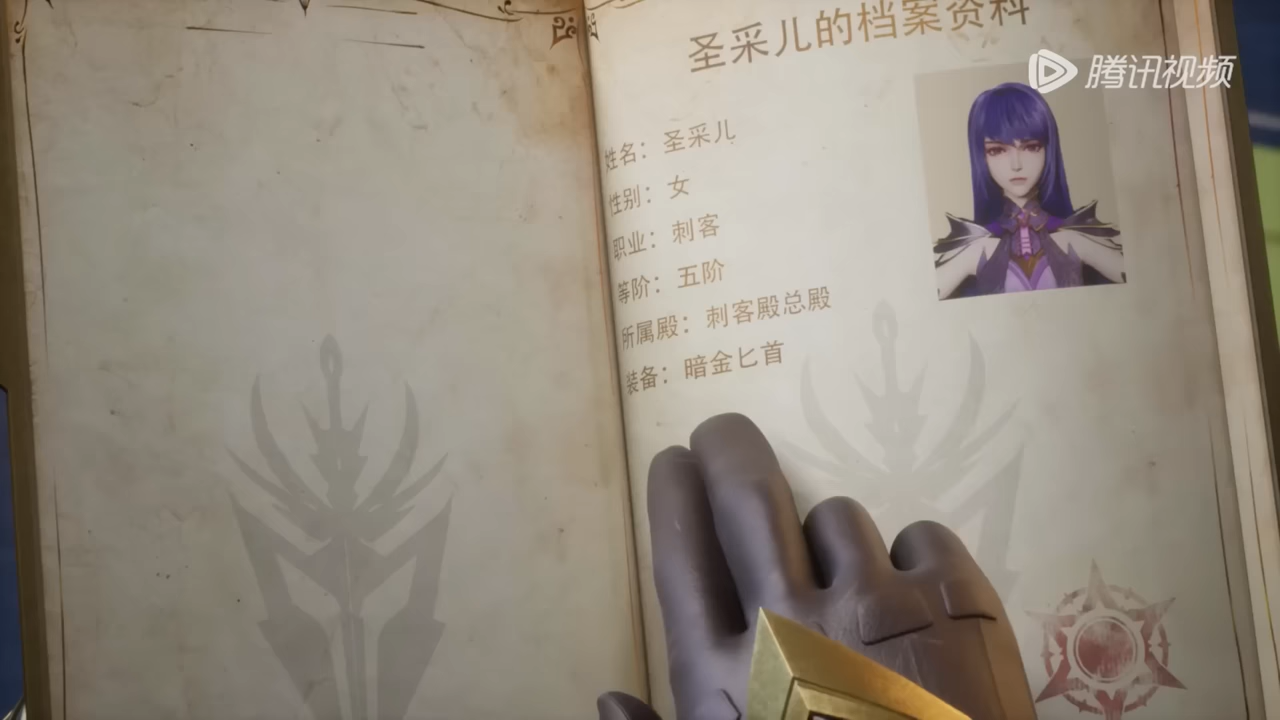 圣采儿的档案资料
腾讯视频
姓名：圣采儿
性别：女
职业：刺客
等阶：五阶
所属殿：刺客殿总殿
装备：暗金匕首